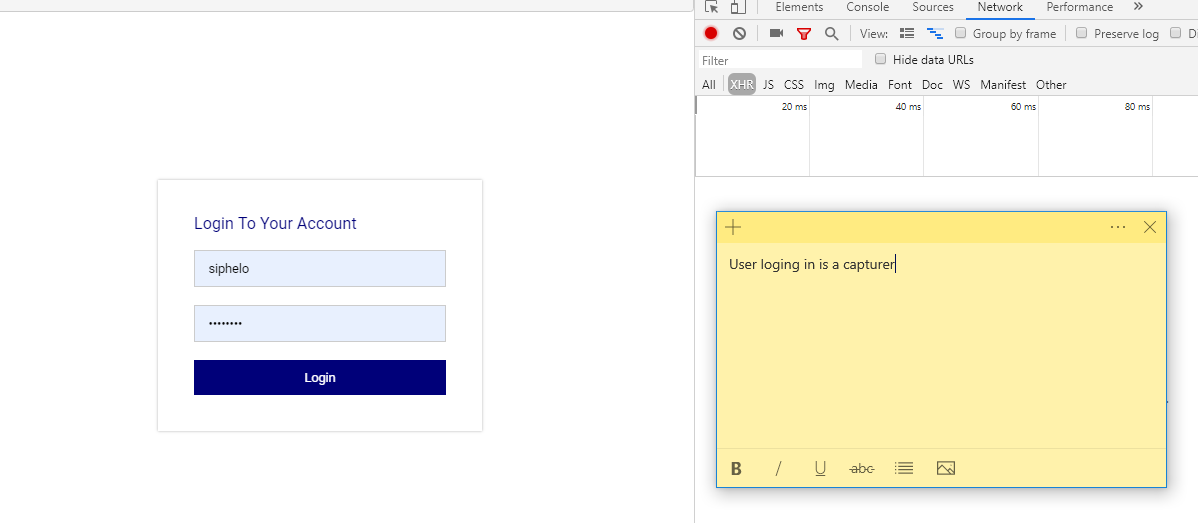 Elements Console Sources Network Performance »
View: Group by frame Preserve log
Filter Hide data URLs
All XHR JS CSS Img Media Font Doc WS Manifest Other
20 ms 40 ms 60 ms 80 ms
Login To Your Account
siphelo
••••••••
Login
User loging in is a capturer
B / U abc